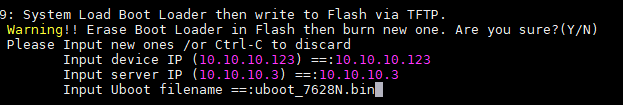 9: System Load Boot Loader then write to Flash via TFTP.
Warning!! Erase Boot Loader in Flash then burn new one. Are you sure?(Y/N)
Please Input new ones /or Ctrl-C to discard
Input device IP (10.10.10.123) ==:10.10.10.123
Input server IP (10.10.10.3) ==:10.10.10.3
Input Uboot filename ==:uboot_7628N.bin